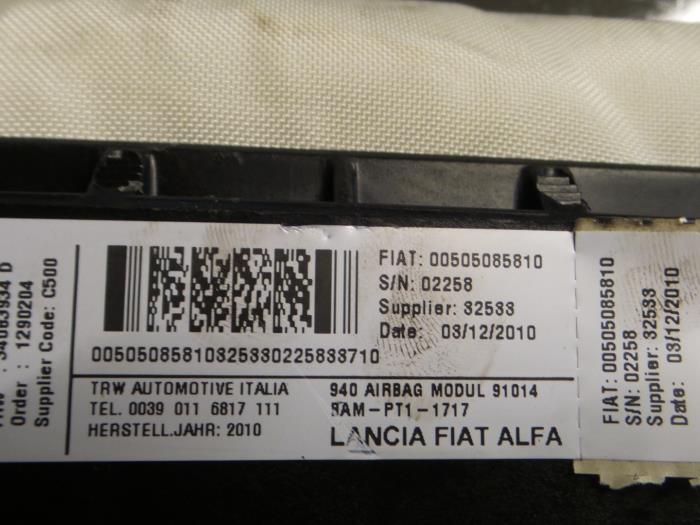 34063934 D
Order : 1290204
Supplier Code: C500
FIAT: 00505085810
S/N: 02258
Supplier: 32533
Date: 03/12/2010
00505085810325330225833710
TRW AUTOMOTIVE ITALIA
TEL. 0039 011 6817 111
HERSTELL.JAHR: 2010
940 AIRBAG MODUL 91014
BAM-PT1-1717
LANCIA FIAT ALFA
FIAT: 00505085810
S/N: 02258
Supplier: 32533
Date: 03/12/2010